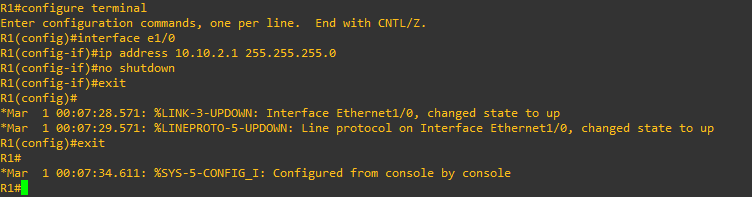 R1#configure terminal
Enter configuration commands, one per line.  End with CNTL/Z.
R1(config)#interface e1/0
R1(config-if)#ip address 10.10.2.1 255.255.255.0
R1(config-if)#no shutdown
R1(config-if)#exit
R1(config)#
*Mar  1 00:07:28.571: %LINK-3-UPDOWN: Interface Ethernet1/0, changed state to up
*Mar  1 00:07:29.571: %LINEPROTO-5-UPDOWN: Line protocol on Interface Ethernet1/0, changed state to up
R1(config)#exit
R1#
*Mar  1 00:07:34.611: %SYS-5-CONFIG_I: Configured from console by console
R1#